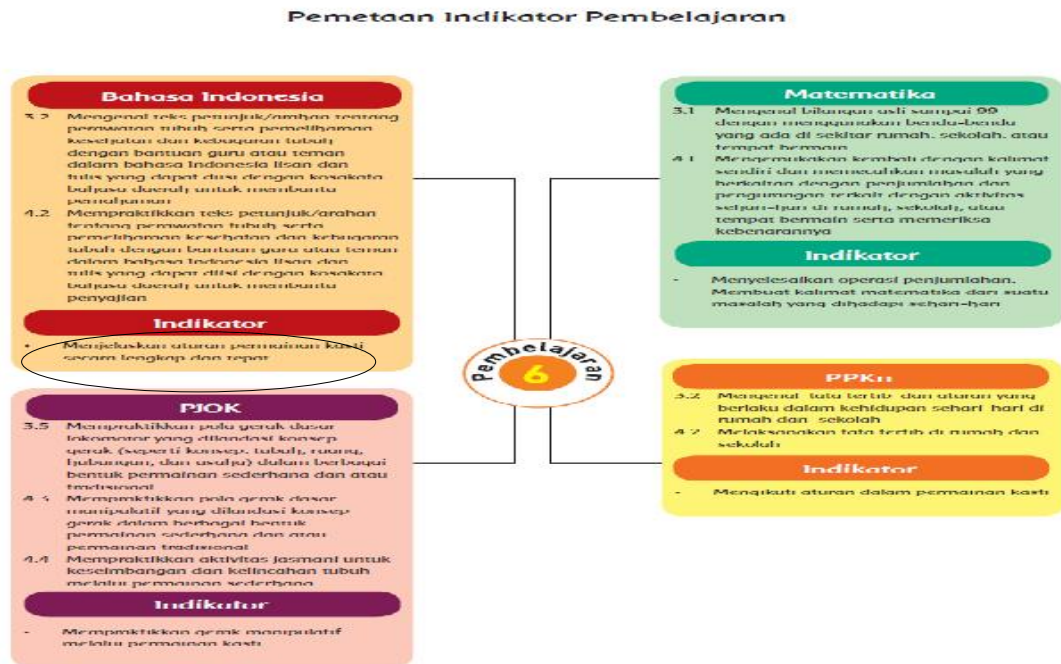 Pemetaan Indikator Pembelajaran
Bahasa Indonesia
3.2 Mengenal teks petunjuk/arahan tentang
perawatan tubuh serta pemeliharaan
kesehatan dan kebugaran tubuh
dengan bantuan guru atau teman
dalam bahasa Indonesia lisan dan
tulis yang dapat diisi dengan kosakata
bahasa daerah untuk membantu
pemahaman
4.2 Mempraktikkan teks petunjuk/arahan
tentang perawatan tubuh serta
pemeliharaan kesehatan dan kebugaran
tubuh dengan bantuan guru atau teman
dalam bahasa Indonesia lisan dan
tulis yang dapat diisi dengan kosakata
bahasa daerah untuk membantu
penyajian
Indikator
- Menjelaskan aturan permainan kasti
secara lengkap dan tepat
PJOK
3.5 Mempraktikkan pola gerak dasar
lokomotor yang dilandasi konsep
gerak (seperti konsep. tubuh, ruang,
hubungan, dan usaha) dalam berbagai
bentuk permainan sederhana dan atau
tradisional
4.3 Mempraktikkan pola gerak dasar
manipulatif yang dilandasi konsep
gerak dalam berbagai bentuk
permainan sederhana dan atau
permainan tradisional
4.4 Mempraktikkan aktivitas jasmani untuk
keseimbangan dan kelincahan tubuh
melalui permainan sederhana
Indikator
- Mempraktikkan gerak manipulatif
melalui permainan kasti
Pembelajaran
6
Matematika
3.1 Mengenal bilangan asli sampai 99
dengan menggunakan benda-benda
yang ada di sekitar rumah, sekolah, atau
tempat bermain
4.1 Mengemukakan kembali dengan kalimat
sendiri dan memecahkan masalah yang
berkaitan dengan penjumlahan dan
pengurangan terkait dengan aktivitas
sehari-hari di rumah, sekolah, atau
tempat bermain serta memeriksa
kebenarannya
Indikator
- Menyelesaikan operasi penjumlahan.
Membuat kalimat matematika dari suatu
masalah yang dihadapi sehari-hari
PPKn
3.2 Mengenal tata tertib dan aturan yang
berlaku dalam kehidupan sehari hari di
rumah dan sekolah
4.2 Melaksanakan tata tertib di rumah dan
sekolah
Indikator
- Mengikuti aturan dalam permainan kasti